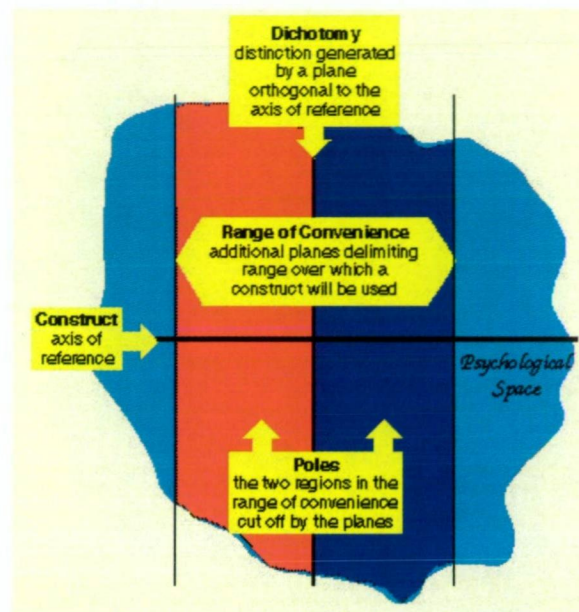 Dichotomy
distinction generated
by a plane
orthogonal to the
axis of reference
Range of Convenience
additional planes delimiting
range over which a
construct will be used
Construct
axis of
reference
Psychological
Space
Poles
the two regions in the
range of convenience
cut off by the planes